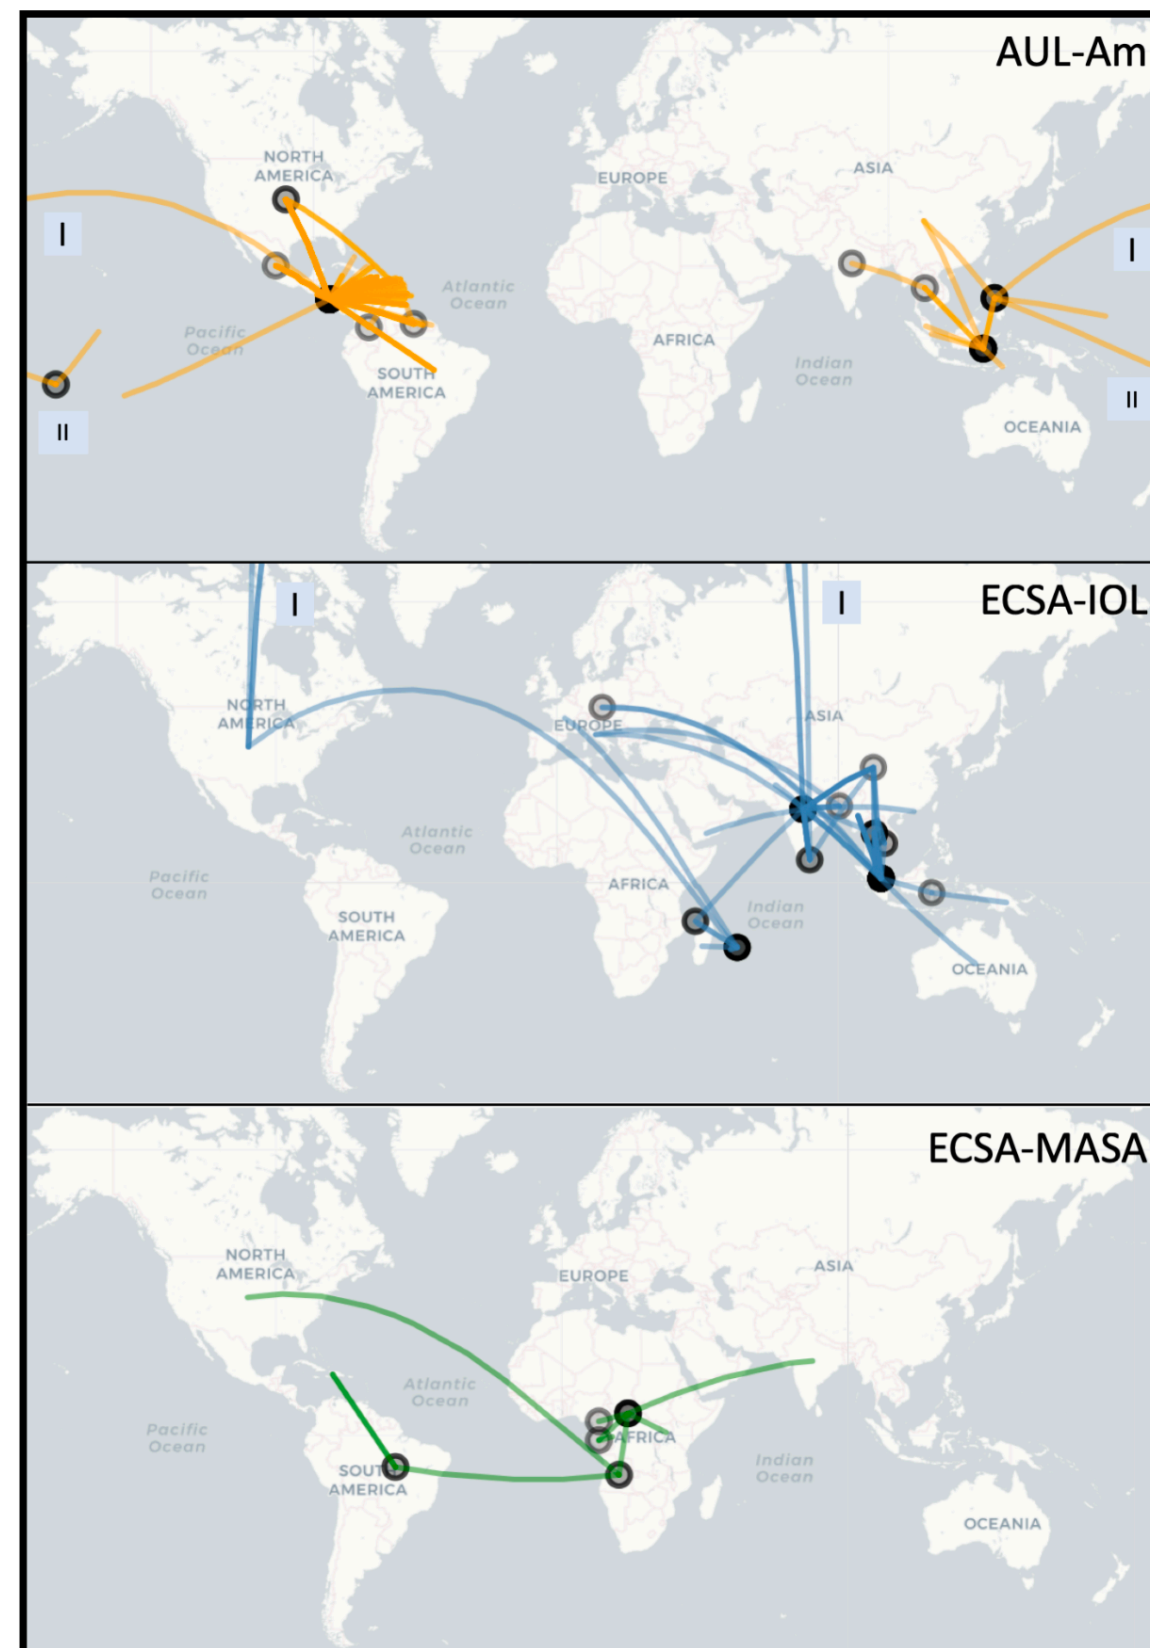 AUL-Am
NORTH
AMERICA
EUROPE
ASIA
I
I
Atlantic
Ocean
Pacific
Ocean
AFRICA
Indian
Ocean
SOUTH
AMERICA
II
II
OCEANIA
ECSA-IOL
I
I
NORTH
AMERICA
EUROPE
ASIA
Atlantic
Ocean
Pacific
Ocean
AFRICA
Indian
Ocean
SOUTH
AMERICA
OCEANIA
ECSA-MASA
NORTH
AMERICA
EUROPE
ASIA
Atlantic
Ocean
Pacific
Ocean
AFRICA
Indian
Ocean
SOUTH
AMERICA
OCEANIA